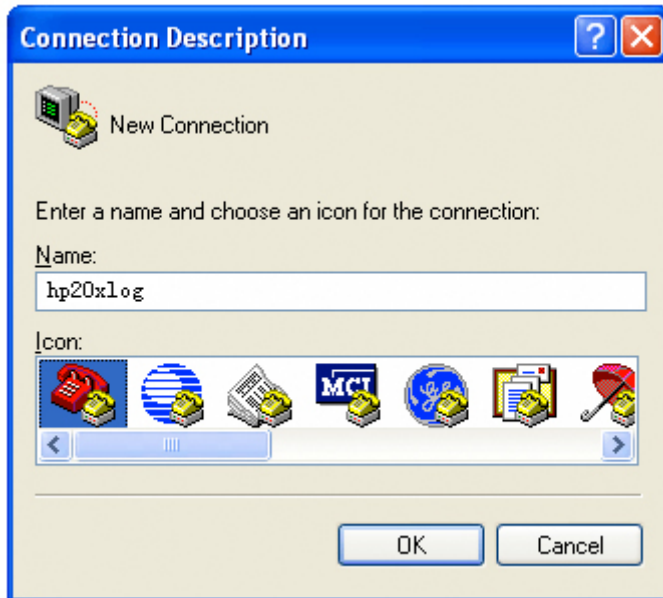 Connection Description
New Connection
Enter a name and choose an icon for the connection:
Name:
hp20xlog
Icon:
MCI
OK
Cancel